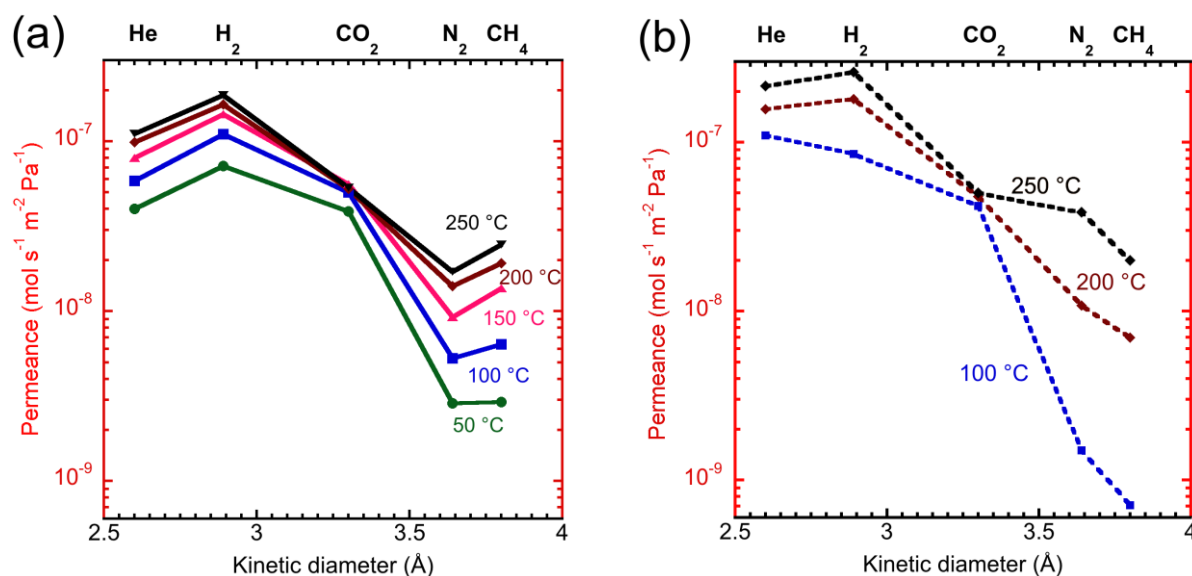 (a)
He H2 CO2 N2 CH4
Permeance (mol s-1 m-2 Pa-1)
10-7
10-8
10-9
250 °C
200 °C
150 °C
100 °C
50 °C
2.5 3 3.5 4
Kinetic diameter (Å)
(b)
He H2 CO2 N2 CH4
Permeance (mol s-1 m-2 Pa-1)
10-7
10-8
10-9
250 °C
200 °C
100 °C
2.5 3 3.5 4
Kinetic diameter (Å)